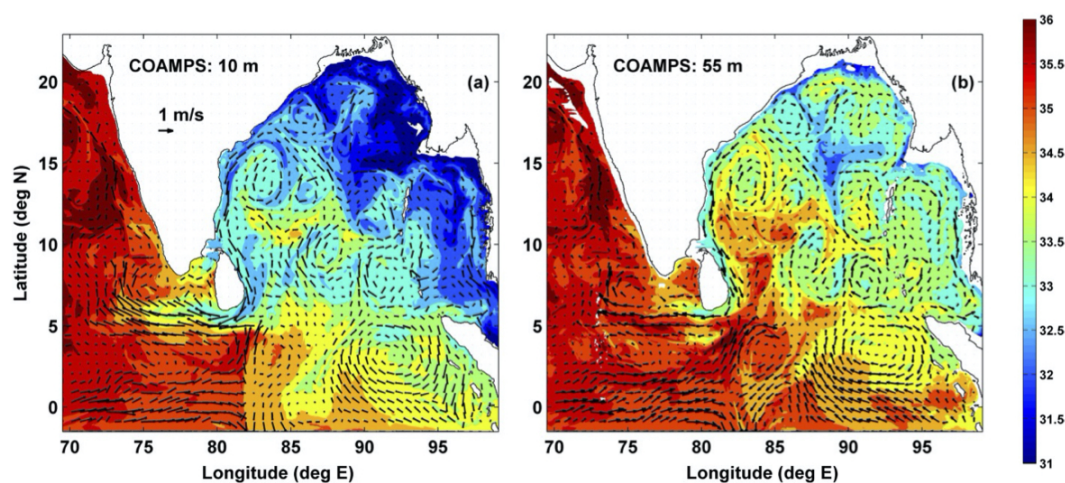 COAMPS: 10 m
(a)
1 m/s
20
15
10
5
0
Latitude (deg N)
70 75 80 85 90 95
Longitude (deg E)
COAMPS: 55 m
(b)
20
15
10
5
0
70 75 80 85 90 95
Longitude (deg E)
36
35.5
35
34.5
34
33.5
33
32.5
32
31.5
31